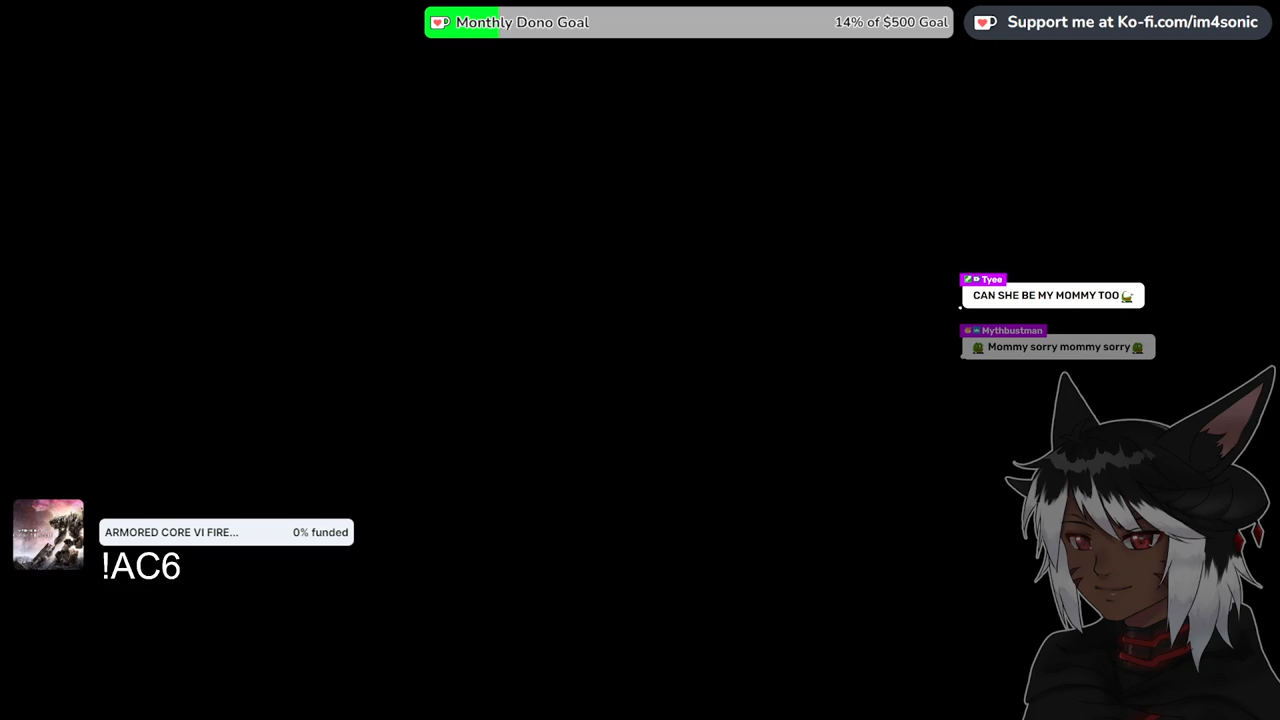 Monthly Dono Goal 14% of $500 Goal
Support me at Ko-fi.com/im4sonic
Tyee
CAN SHE BE MY MOMMY TOO
Mythbustman
Mommy sorry mommy sorry
ARMORED CORE VI FIRE... 0% funded
!AC6